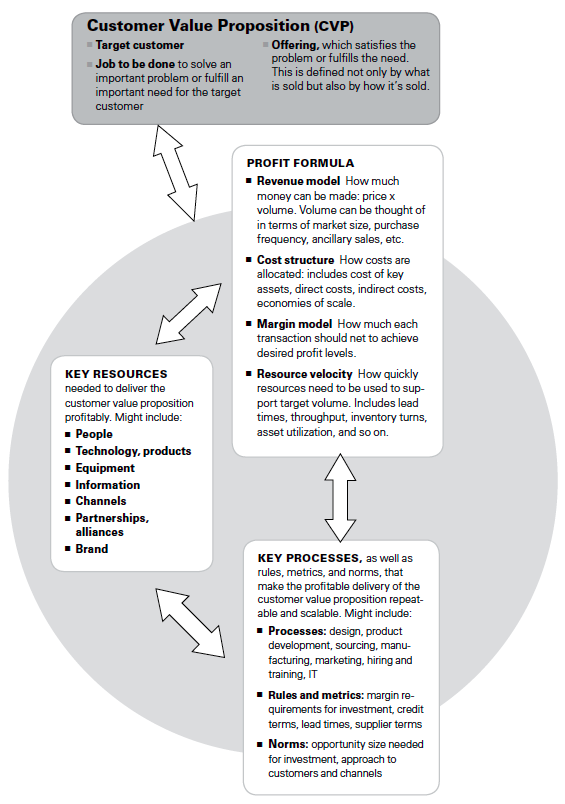 Customer Value Proposition (CVP)
■ Target customer
■ Job to be done to solve an
important problem or fulfill an
important need for the target
customer
■ Offering, which satisfies the
problem or fulfills the need.
This is defined not only by what
is sold but also by how it's sold.
PROFIT FORMULA
■ Revenue model How much
money can be made: price x
volume. Volume can be thought of
in terms of market size, purchase
frequency, ancillary sales, etc.
■ Cost structure How costs are
allocated: includes cost of key
assets, direct costs, indirect costs,
economies of scale.
■ Margin model How much each
transaction should net to achieve
desired profit levels.
■ Resource velocity How quickly
resources need to be used to sup-
port target volume. Includes lead
times, throughput, inventory turns,
asset utilization, and so on.
KEY RESOURCES
needed to deliver the
customer value proposition
profitably. Might include:
■ People
■ Technology, products
■ Equipment
■ Information
■ Channels
■ Partnerships,
alliances
■ Brand
KEY PROCESSES, as well as
rules, metrics, and norms, that
make the profitable delivery of the
customer value proposition repeat-
able and scalable. Might include:
■ Processes: design, product
development, sourcing, manu-
facturing, marketing, hiring and
training, IT
■ Rules and metrics: margin re-
quirements for investment, credit
terms, lead times, supplier terms
■ Norms: opportunity size needed
for investment, approach to
customers and channels